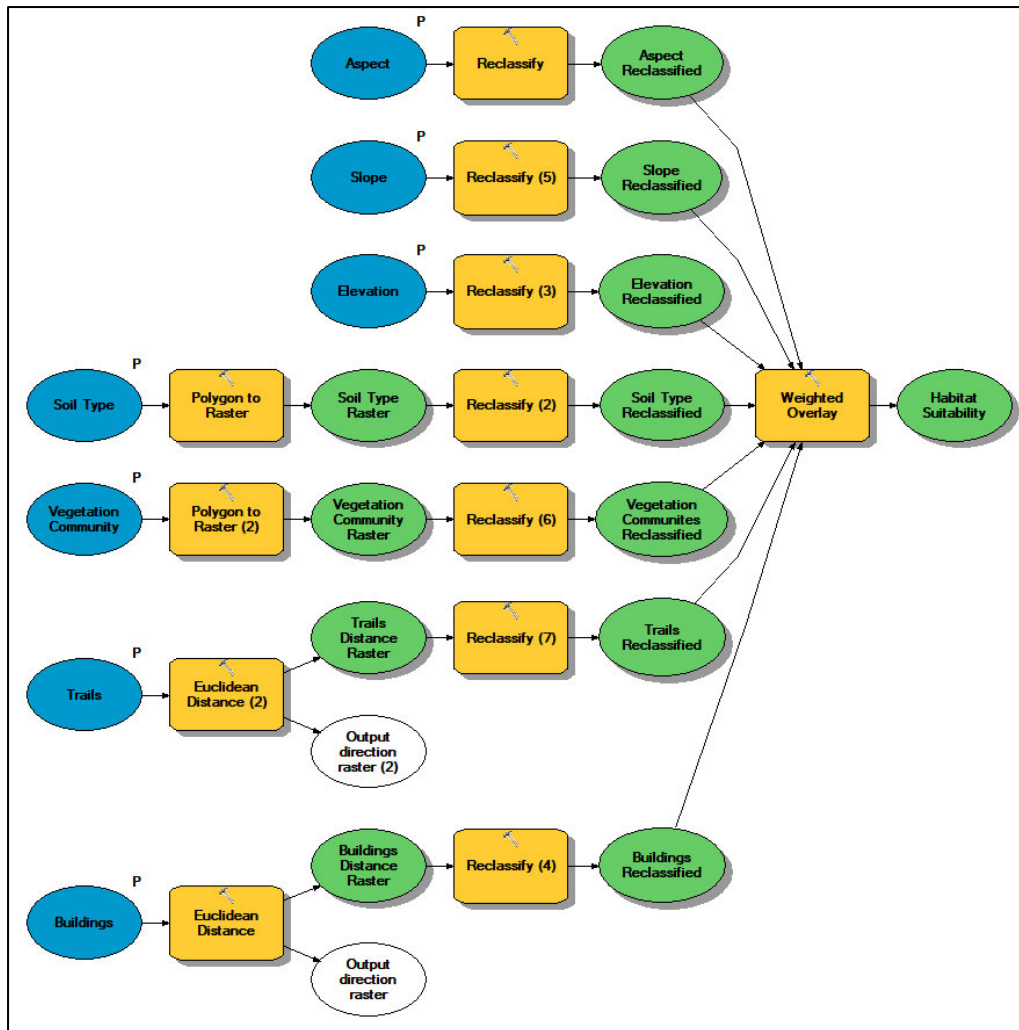 P
Aspect
Reclassify
Aspect
Reclassified
P
Slope
Reclassify (5)
Slope
Reclassified
P
Elevation
Reclassify (3)
Elevation
Reclassified
P
Soil Type
Polygon to
Raster
Soil Type
Raster
Reclassify (2)
Soil Type
Reclassified
Weighted
Overlay
Habitat
Suitability
P
Vegetation
Community
Polygon to
Raster (2)
Vegetation
Community
Raster
Reclassify (6)
Vegetation
Communites
Reclassified
P
Trails
Euclidean
Distance (2)
Trails
Distance
Raster
Reclassify (7)
Trails
Reclassified
Output
direction
raster (2)
P
Buildings
Euclidean
Distance
Buildings
Distance
Raster
Reclassify (4)
Buildings
Reclassified
Output
direction
raster